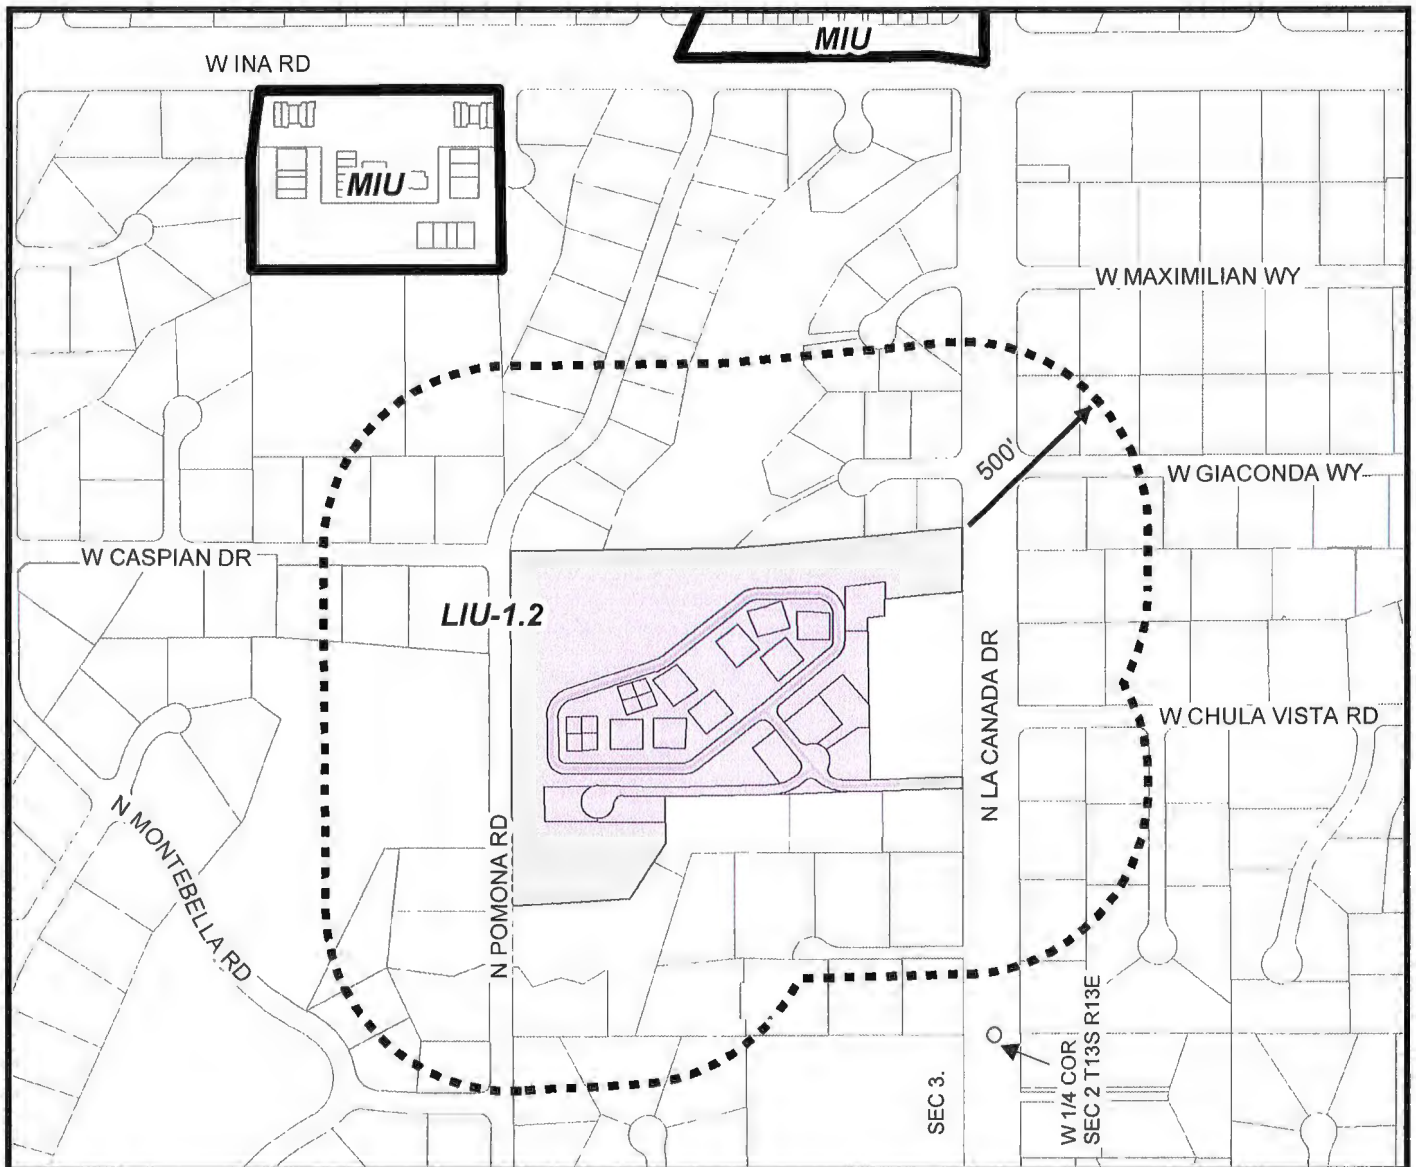 MIU
W INA RD
MIU
W MAXIMILIAN WY
500'
W GIACONDA WY
W CASPIAN DR
LIU-1.2
N LA CANADA DR
W CHULA VISTA RD
N MONTEBELLA RD
N POMONA RD
SEC 3.
W 1/4 COR
SEC 2 T13S R13E